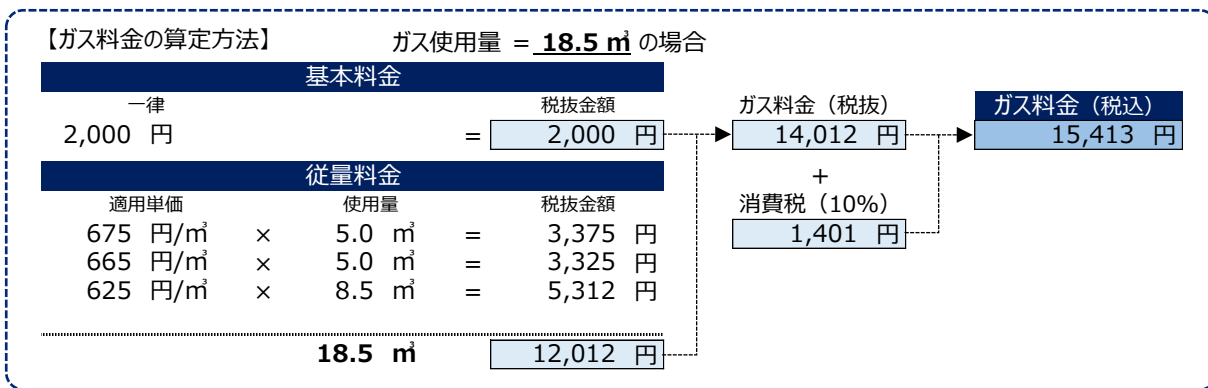 【ガス料金の算定方法】 ガス使用量 = 18.5 ㎥ の場合
基本料金
一律 税抜金額
2,000 円 = 2,000 円
従量料金
適用単価 使用量 税抜金額
675 円/㎥ × 5.0 ㎥ = 3,375 円
665 円/㎥ × 5.0 ㎥ = 3,325 円
625 円/㎥ × 8.5 ㎥ = 5,312 円
18.5 ㎥ 12,012 円
ガス料金（税抜）
14,012 円
+
消費税（10%）
1,401 円
ガス料金（税込）
15,413 円